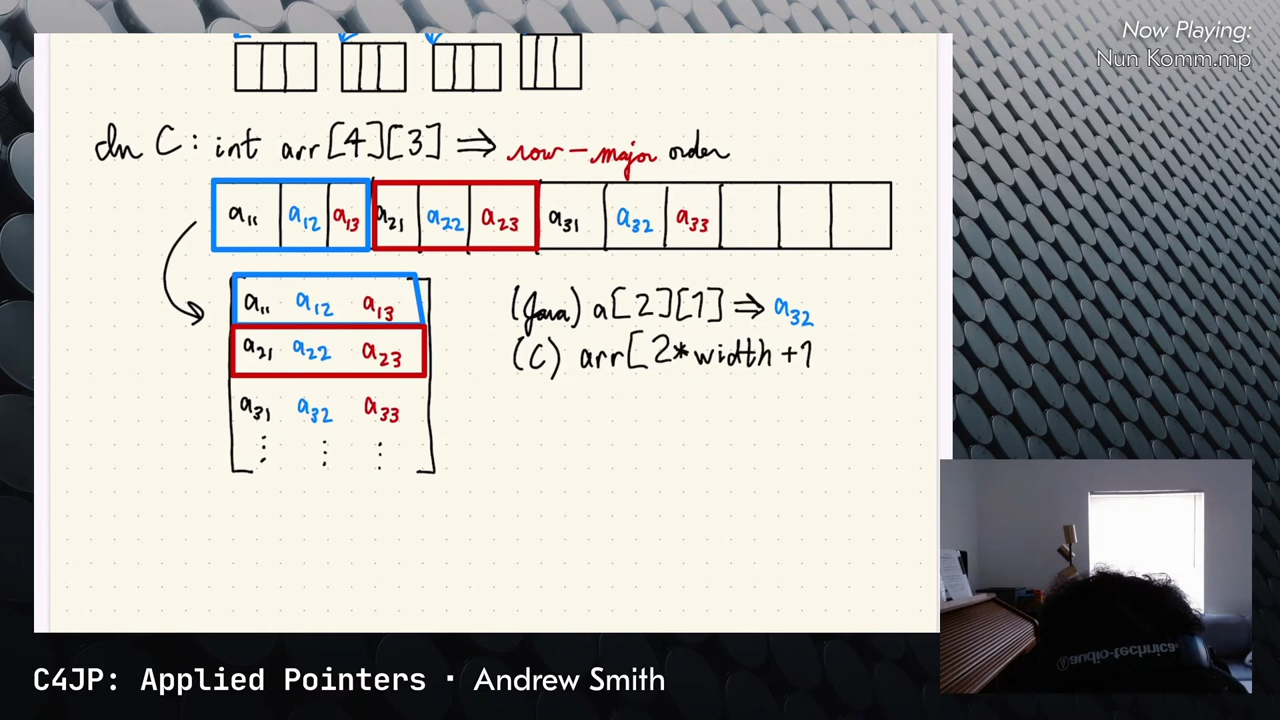 Now Playing:
Nun Komm.mp
In C: int arr[4][3] ⇒ row-major order
a11 a12 a13 a21 a22 a23 a31 a32 a33
a11 a12 a13
a21 a22 a23
a31 a32 a33
⋮ ⋮ ⋮
(Java) a[2][1] ⇒ a32
(C) arr[2*width+1
audio-technica
C4JP: Applied Pointers · Andrew Smith